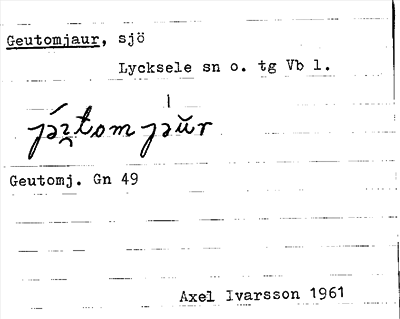 Geutomjaur, sjö
Lycksele sn o. tg Vb l.
Geutomj. Gn 49
Axel Ivarsson 1961